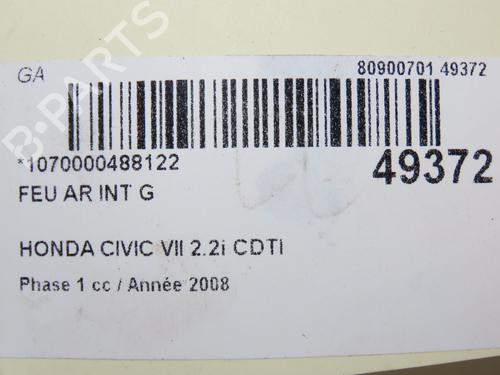 GA
80900701 49372
*1070000488122
49372
FEU AR INT G
HONDA CIVIC VII 2.2i CDTI
Phase 1 cc / Année 2008
B-PARTS